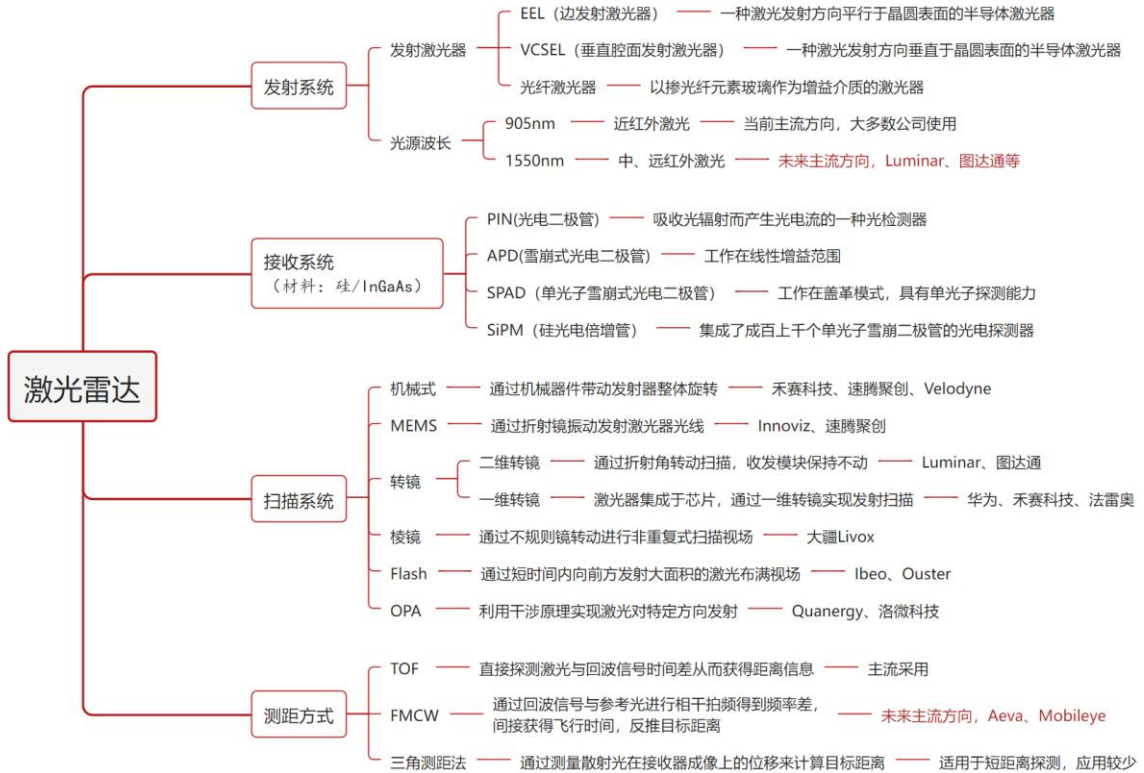 激光雷达
发射系统
发射激光器
EEL（边发射激光器） 一种激光发射方向平行于晶圆表面的半导体激光器
VCSEL（垂直腔面发射激光器） 一种激光发射方向垂直于晶圆表面的半导体激光器
光纤激光器 以掺光纤元素玻璃作为增益介质的激光器
光源波长
905nm 近红外激光 当前主流方向，大多数公司使用
1550nm 中、远红外激光 未来主流方向，Luminar、图达通等
接收系统
（材料：硅/InGaAs）
PIN(光电二极管) 吸收光辐射而产生光电流的一种光检测器
APD(雪崩式光电二极管) 工作在线性增益范围
SPAD（单光子雪崩式光电二极管） 工作在盖革模式，具有单光子探测能力
SiPM（硅光电倍增管） 集成了成百上千个单光子雪崩二极管的光电探测器
扫描系统
机械式 通过机械器件带动发射器整体旋转 禾赛科技、速腾聚创、Velodyne
MEMS 通过折射镜振动发射激光器光线 Innoviz、速腾聚创
转镜
二维转镜 通过折射角转动扫描，收发模块保持不动 Luminar、图达通
一维转镜 激光器集成于芯片，通过一维转镜实现发射扫描 华为、禾赛科技、法雷奥
棱镜 通过不规则镜转动进行非重复式扫描视场 大疆Livox
Flash 通过短时间内向前方发射大面积的激光布满视场 Ibeo、Ouster
OPA 利用干涉原理实现激光对特定方向发射 Quanergy、洛微科技
测距方式
TOF 直接探测激光与回波信号时间差从而获得距离信息 主流采用
FMCW 通过回波信号与参考光进行相干拍频得到频率差，
间接获得飞行时间，反推目标距离 未来主流方向，Aeva、Mobileye
三角测距法 通过测量散射光在接收器成像上的位移来计算目标距离 适用于短距离探测，应用较少